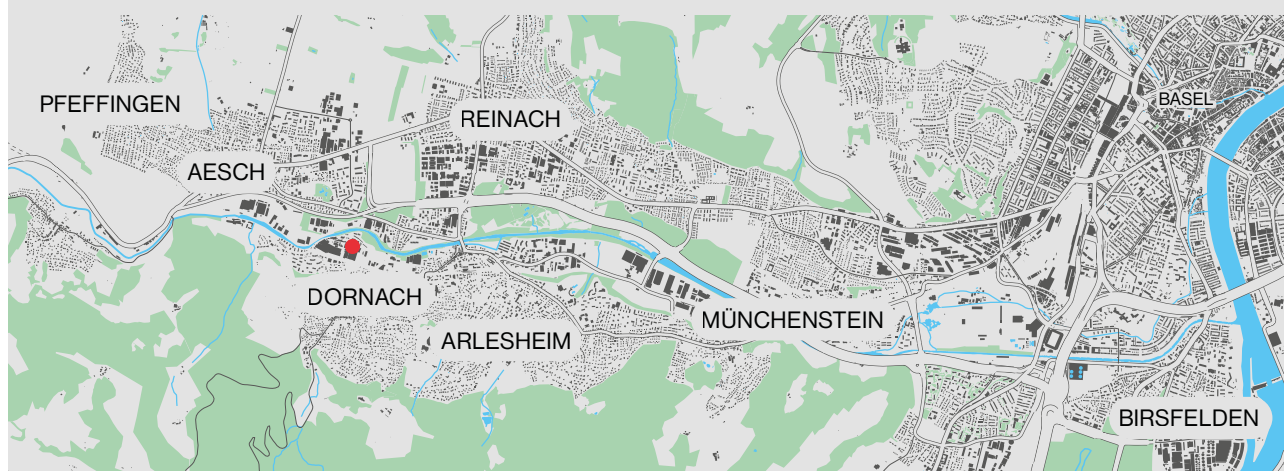 BASEL
PFEFFINGEN
REINACH
AESCH
DORNACH
MÜNCHENSTEIN
ARLESHEIM
BIRSFELDEN